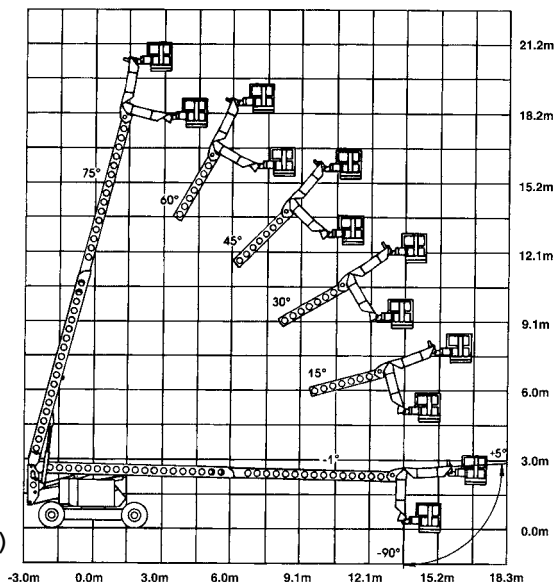 21.2m
18.2m
75°
60°
15.2m
45°
12.1m
30°
9.1m
15°
6.0m
-1°
+5°
3.0m
0.0m
)
-90°
-3.0m 0.0m 3.0m 6.0m 9.1m 12.1m 15.2m 18.3m